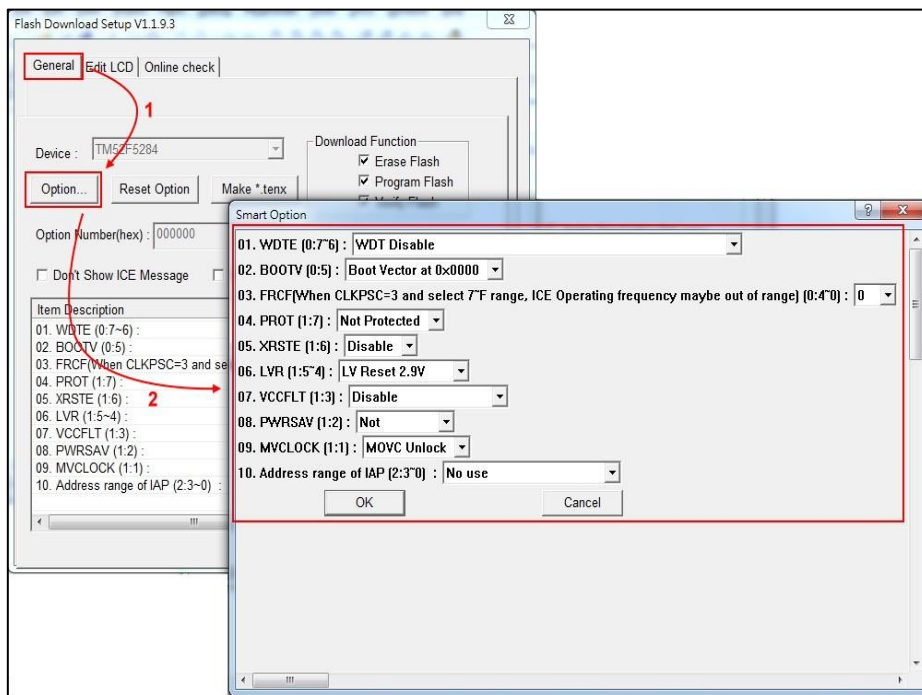 Flash Download Setup V1.1.9.3
General Edit LCD Online check
1
Device : TM52F5284
Download Function
Erase Flash
Option... Reset Option Make *.tenx
Program Flash
Verify Flash
Option Number(hex) : 000000
Don't Show ICE Message
Item Description
01. WDTE (0:7~6) :
02. BOOTV (0:5) :
03. FRCF(When CLKPSC=3 and se
04. PROT (1:7) :
05. XRSTE (1:6) :
2
06. LVR (1:5~4) :
07. VCCFLT (1:3) :
08. PWRSAV (1:2) :
09. MVCLOCK (1:1) :
10. Address range of IAP (2:3~0) :
Smart Option
01. WDTE (0:7~6) : WDT Disable
02. BOOTV (0:5) : Boot Vector at 0x0000
03. FRCF(When CLKPSC=3 and select 7~F range, ICE Operating frequency maybe out of range) (0:4~0) : 0
04. PROT (1:7) : Not Protected
05. XRSTE (1:6) : Disable
06. LVR (1:5~4) : LV Reset 2.9V
07. VCCFLT (1:3) : Disable
08. PWRSAV (1:2) : Not
09. MVCLOCK (1:1) : MOVC Unlock
10. Address range of IAP (2:3~0) : No use
OK Cancel